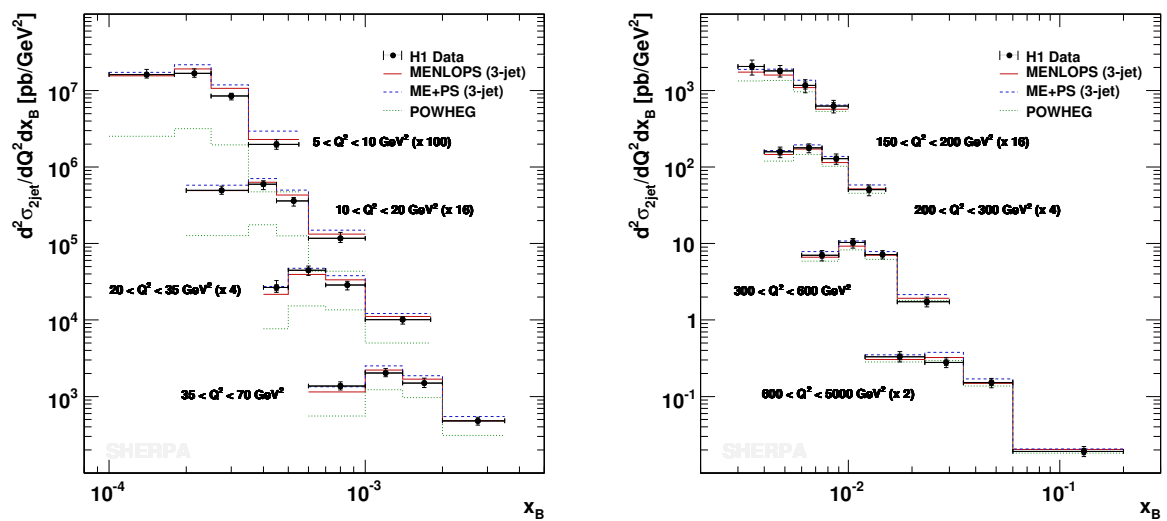 d²σ₂jet/dQ²dx_B [pb/GeV²]
10⁷
10⁶
10⁵
10⁴
10³
10⁻⁴
10⁻³
x_B
H1 Data
MENLOPS (3-jet)
ME+PS (3-jet)
POWHEG
5 < Q² < 10 GeV² (x 100)
10 < Q² < 20 GeV² (x 16)
20 < Q² < 35 GeV² (x 4)
35 < Q² < 70 GeV²
SHERPA
d²σ₂jet/dQ²dx_B [pb/GeV²]
10³
10²
10
1
10⁻¹
10⁻²
10⁻¹
x_B
H1 Data
MENLOPS (3-jet)
ME+PS (3-jet)
POWHEG
150 < Q² < 200 GeV² (x 16)
200 < Q² < 300 GeV² (x 4)
300 < Q² < 600 GeV²
600 < Q² < 5000 GeV² (x 2)
SHERPA